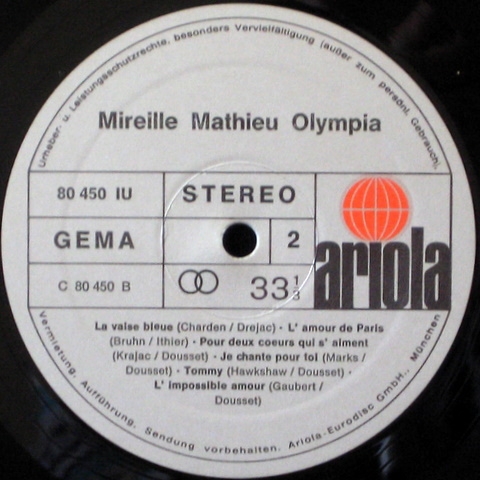 Urheber- u. Leistungsschutzrechte, besonders Vervielfältigung (außer zum persönl. Gebrauch),
Mireille Mathieu Olympia
80 450 IU
STEREO
GEMA
2
ariola
C 80 450 B
33 1/3
La valse bleue (Charden / Drejac) · L' amour de Paris
(Bruhn / Ithier) · Pour deux coeurs qui s' aiment
(Krajac / Dousset) · Je chante pour toi (Marks /
Dousset) · Tommy (Hawkshaw / Dousset) ·
L' impossible amour (Gaubert /
Dousset)
Vermietung, Aufführung, Sendung vorbehalten. Ariola-Eurodisc GmbH., München